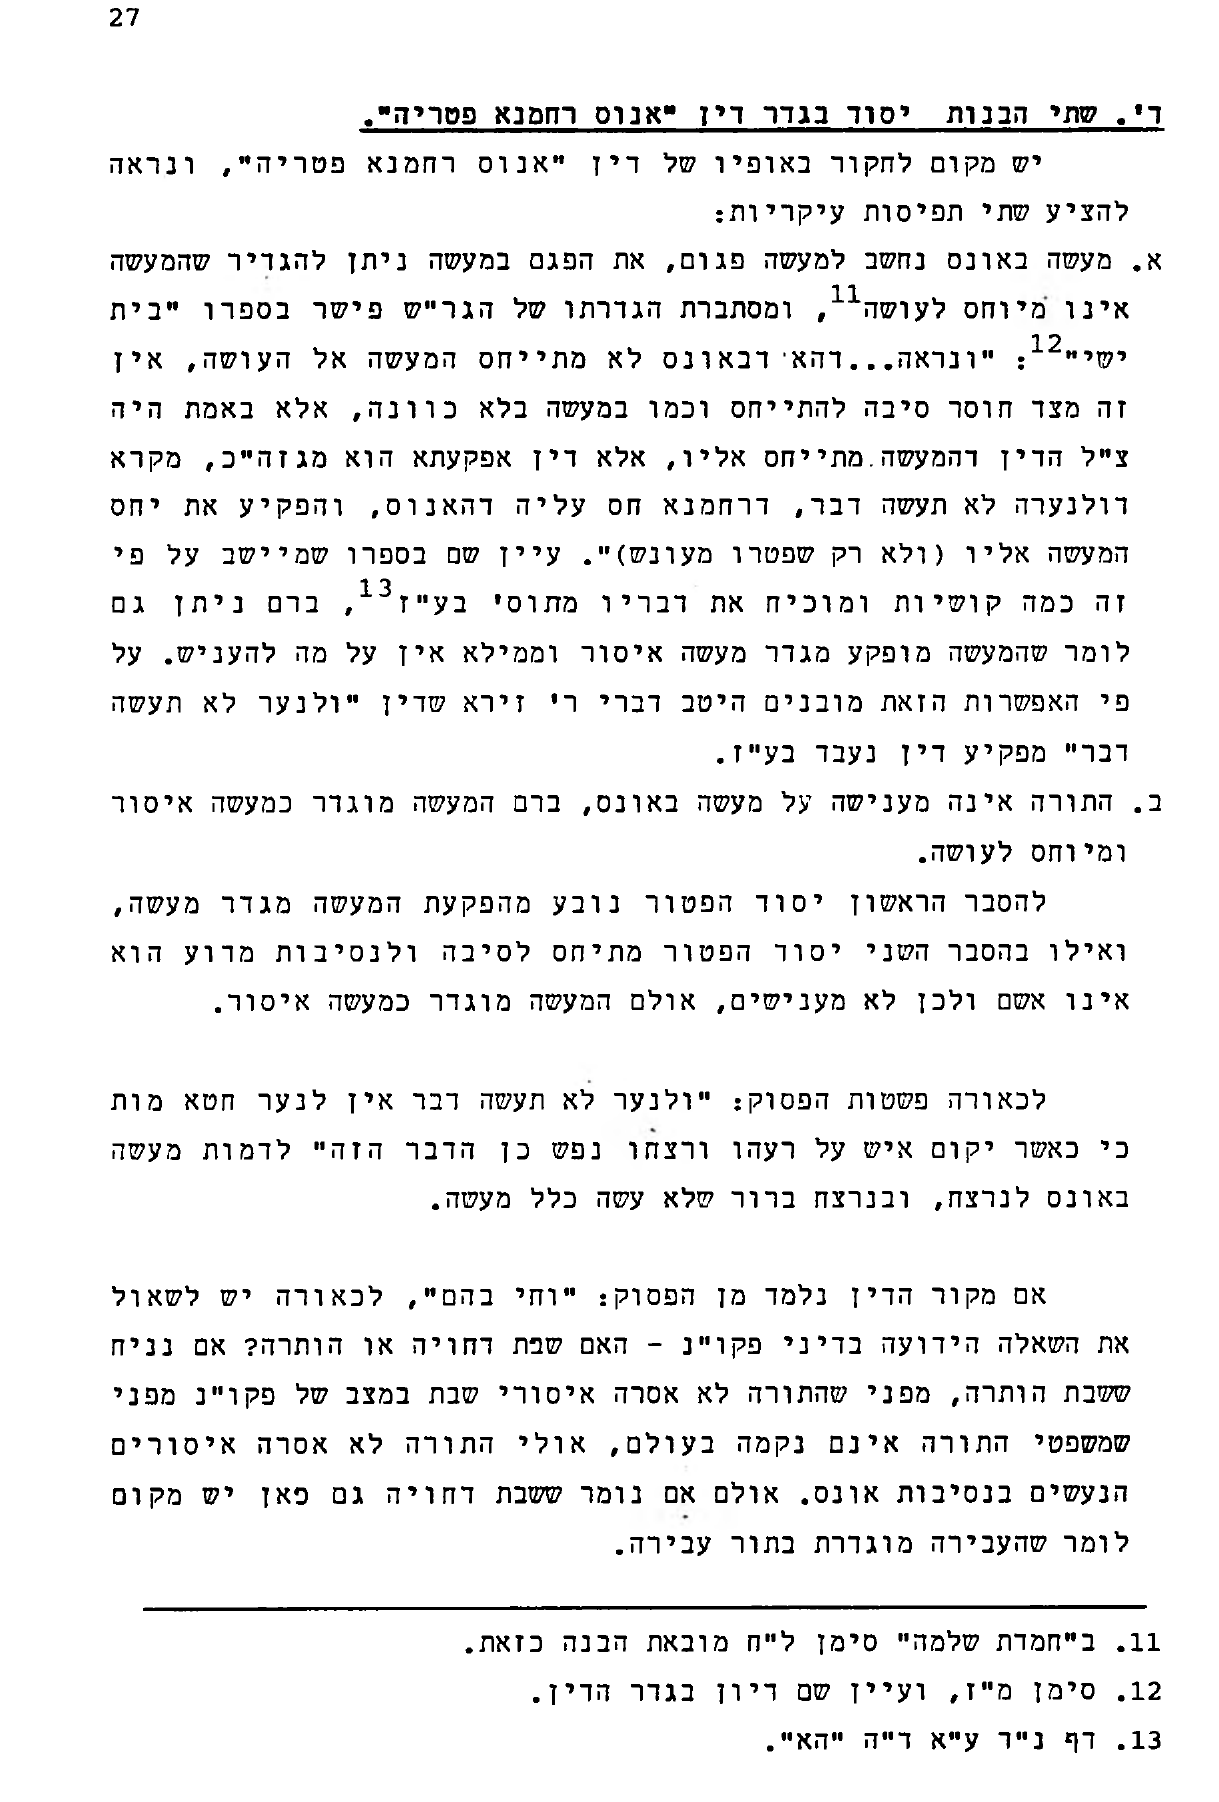 27
ד'. שתי הבנות יסוד בגדר דין "אנוס רחמנא פטריה".
יש מקום לחקור באופיו של דין "אנוס רחמנא פטריה", ונראה
להציע שתי תפיסות עיקריות:
א. מעשה באונס נחשב למעשה פגום, את הפגם במעשה ניתן להגדיר שהמעשה
אינו מיוחס לעושה11, ומסתברת הגדרתו של הגר"ש פישר בספרו "בית
ישי"12: "ונראה...דהא דבאונס לא מתייחס המעשה אל העושה, אין
זה מצד חוסר סיבה להתייחס וכמו במעשה בלא כוונה, אלא באמת היה
צ"ל הדין דהמעשה מתייחס אליו, אלא דין אפקעתא הוא מגזה"כ, מקרא
דולנערה לא תעשה דבר, דרחמנא חס עליה דהאנוס, והפקיע את יחס
המעשה אליו (ולא רק שפטרו מעונש)". עיין שם בספרו שמיישב על פי
זה כמה קושיות ומוכיח את דבריו מתוס' בע"ז13, ברם ניתן גם
לומר שהמעשה מופקע מגדר מעשה איסור וממילא אין על מה להעניש. על
פי האפשרות הזאת מובנים היטב דברי ר' זירא שדין "ולנער לא תעשה
דבר" מפקיע דין נעבד בע"ז.
ב. התורה אינה מענישה על מעשה באונס, ברם המעשה מוגדר כמעשה איסור
ומיוחס לעושה.
להסבר הראשון יסוד הפטור נובע מהפקעת המעשה מגדר מעשה,
ואילו בהסבר השני יסוד הפטור מתיחס לסיבה ולנסיבות מדוע הוא
אינו אשם ולכן לא מענישים, אולם המעשה מוגדר כמעשה איסור.
לכאורה פשטות הפסוק: "ולנער לא תעשה דבר אין לנער חטא מות
כי כאשר יקום איש על רעהו ורצחו נפש כן הדבר הזה" לדמות מעשה
באונס לנרצח, ובנרצח ברור שלא עשה כלל מעשה.
אם מקור הדין נלמד מן הפסוק: "וחי בהם", לכאורה יש לשאול
את השאלה הידועה בדיני פקו"נ - האם שבת דחויה או הותרה? אם נניח
ששבת הותרה, מפני שהתורה לא אסרה איסורי שבת במצב של פקו"נ מפני
שמשפטי התורה אינם נקמה בעולם, אולי התורה לא אסרה איסורים
הנעשים בנסיבות אונס. אולם אם נומר ששבת דחויה גם כאן יש מקום
לומר שהעבירה מוגדרת בתור עבירה.
11. ב"חמדת שלמה" סימן ל"ח מובאת הבנה כזאת.
12. סימן מ"ז, ועיין שם דיון בגדר הדין.
13. דף נ"ד ע"א ד"ה "הא".